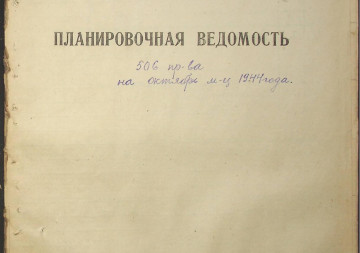 ПЛАНИРОВОЧНАЯ ВЕДОМОСТЬ
506 пр-ва
на октябрь м-ц 1944 года.